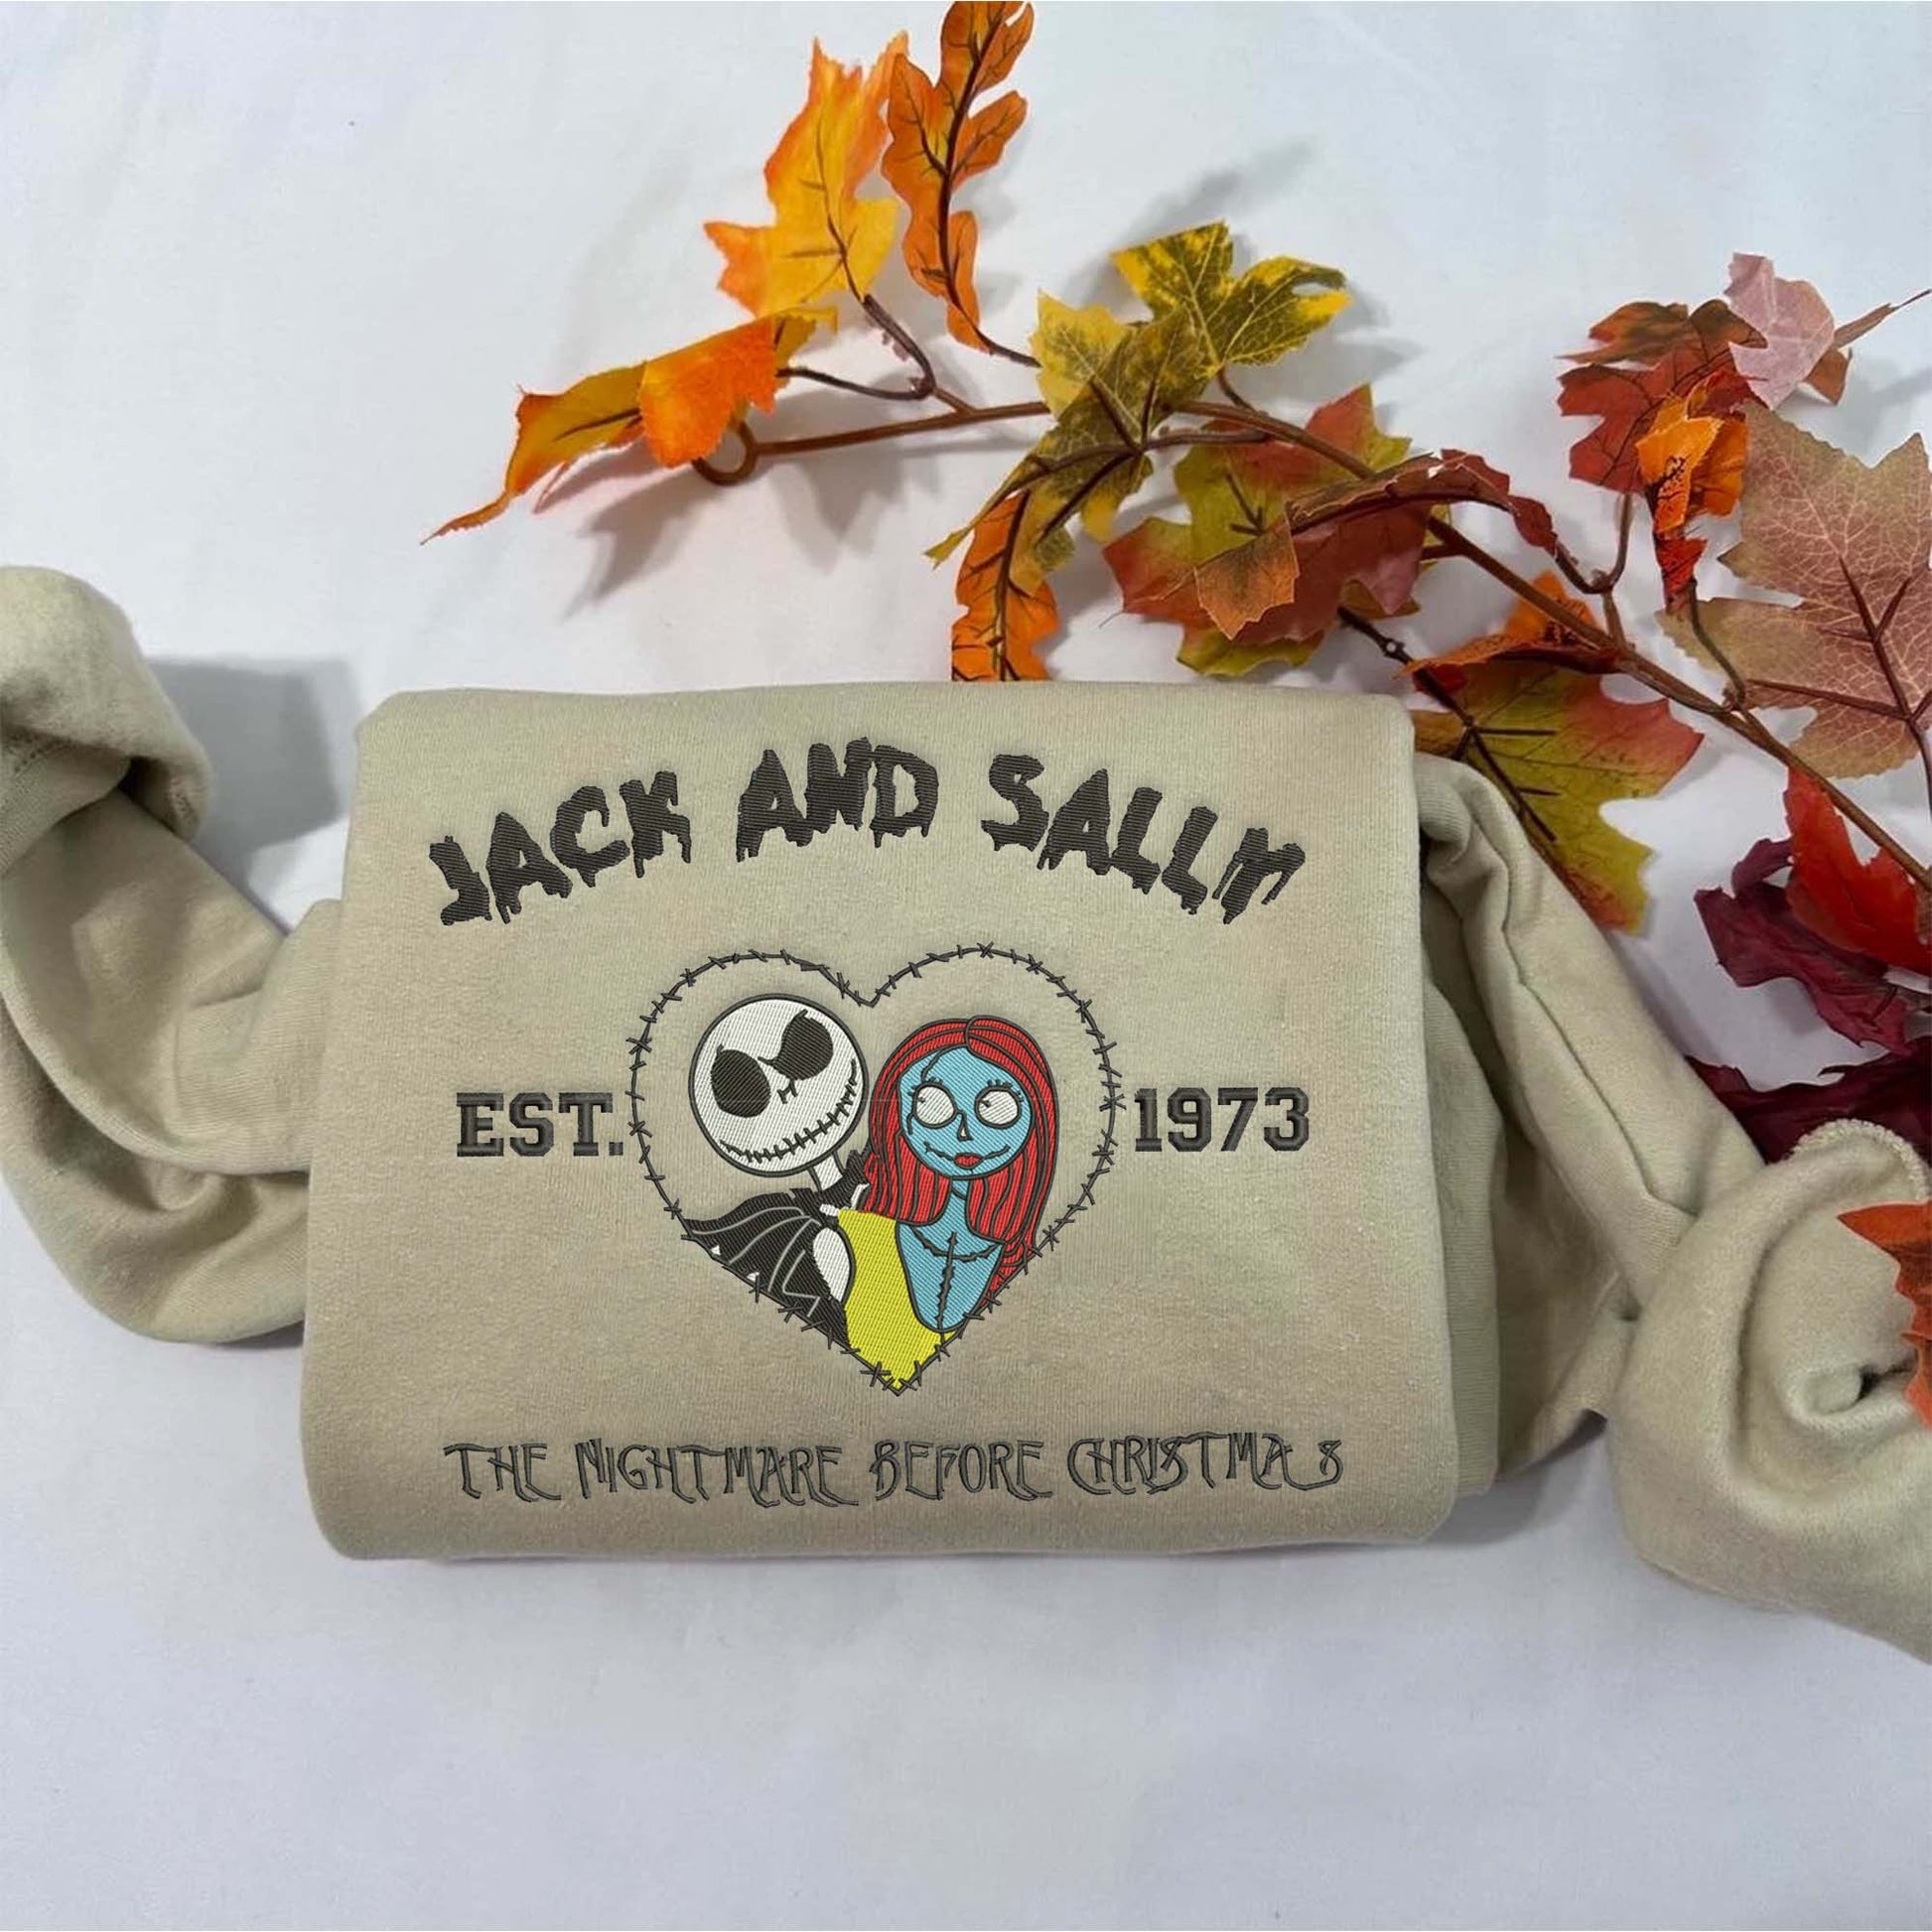 JACK AND SALLY
EST. 1973
THE NIGHTMARE BEFORE CHRISTMAS